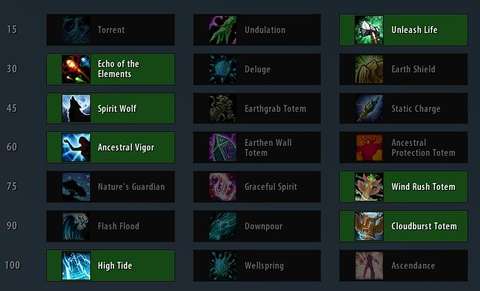 15 Torrent Undulation Unleash Life
30 Echo of the Elements Deluge Earth Shield
45 Spirit Wolf Earthgrab Totem Static Charge
60 Ancestral Vigor Earthen Wall Totem Ancestral Protection Totem
75 Nature's Guardian Graceful Spirit Wind Rush Totem
90 Flash Flood Downpour Cloudburst Totem
100 High Tide Wellspring Ascendance